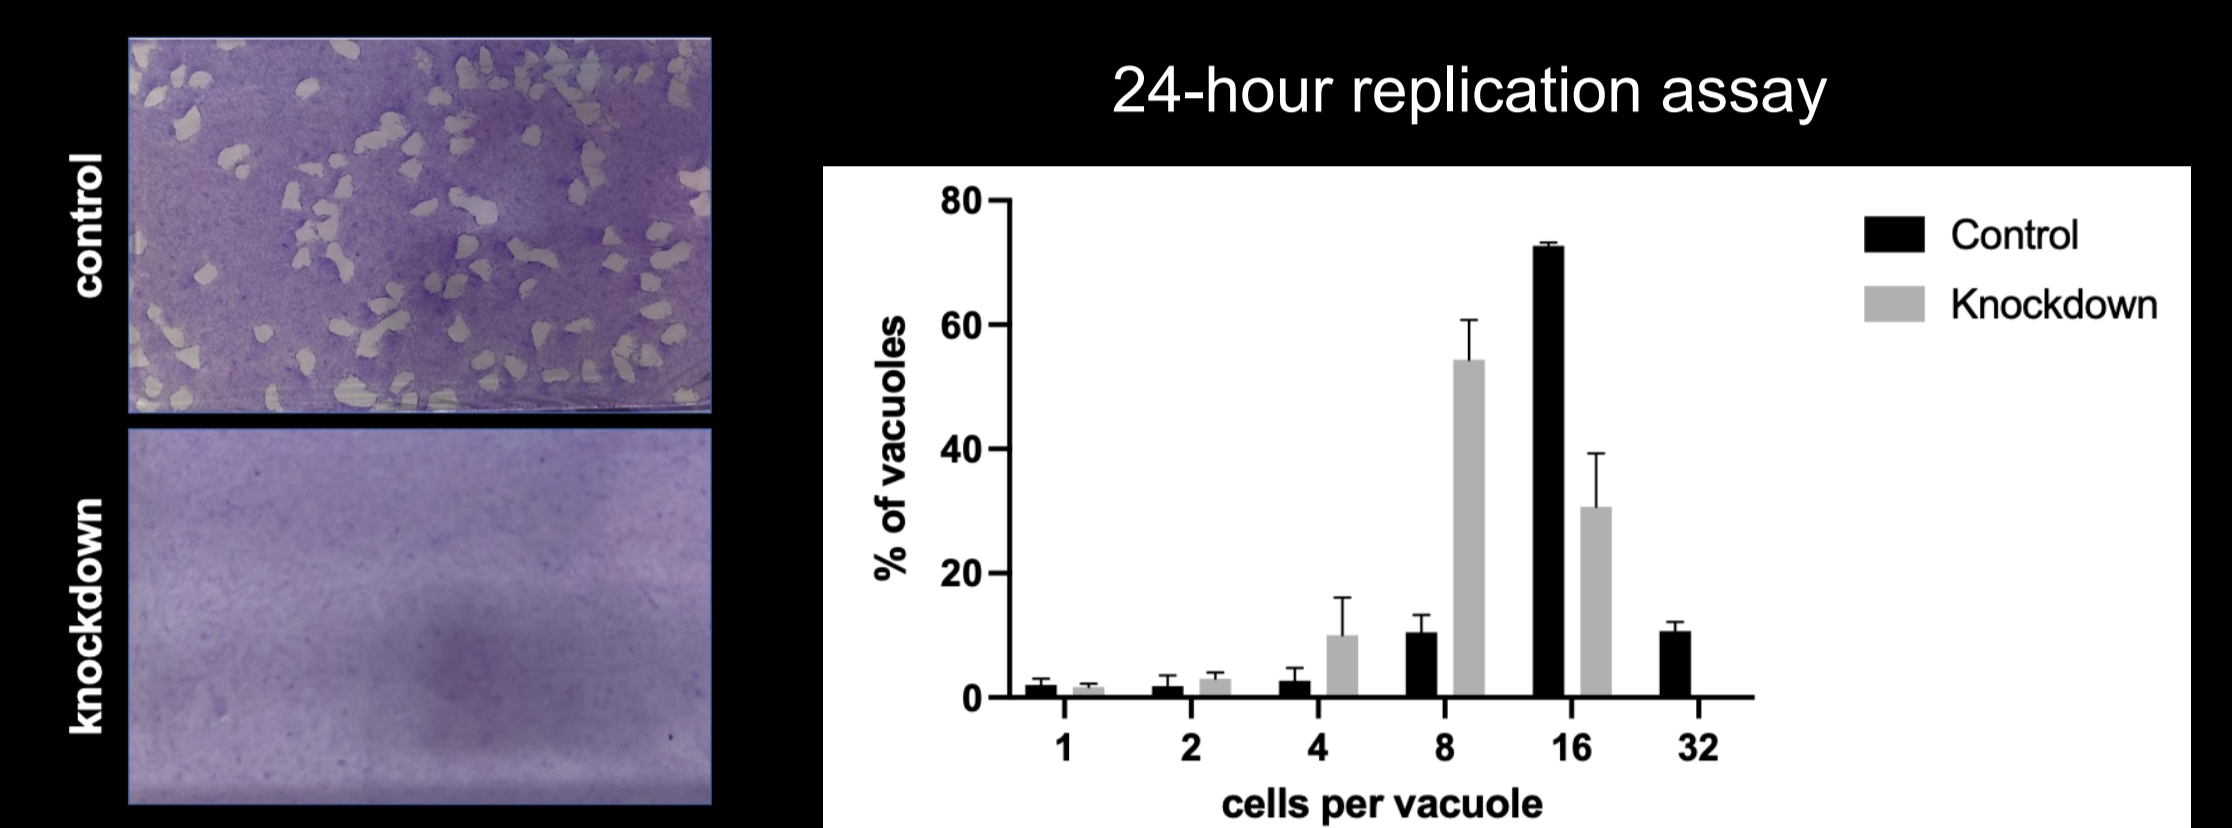 control
knockdown
24-hour replication assay
80
60
40
20
0
% of vacuoles
1 2 4 8 16 32
cells per vacuole
Control
Knockdown